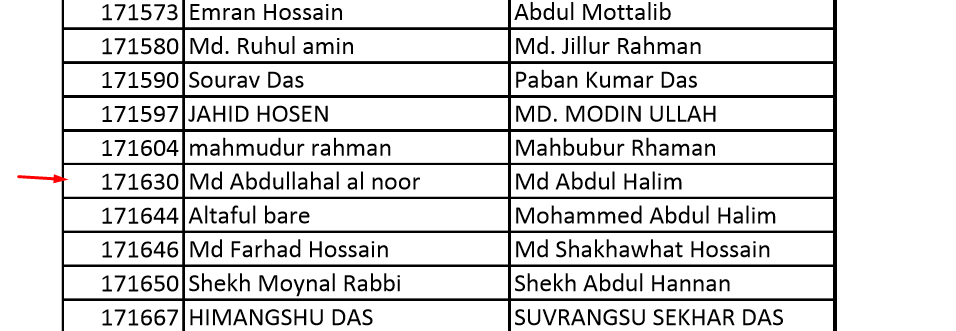 171573 Emran Hossain Abdul Mottalib
171580 Md. Ruhul amin Md. Jillur Rahman
171590 Sourav Das Paban Kumar Das
171597 JAHID HOSEN MD. MODIN ULLAH
171604 mahmudur rahman Mahbubur Rhaman
171630 Md Abdullahal al noor Md Abdul Halim
171644 Altaful bare Mohammed Abdul Halim
171646 Md Farhad Hossain Md Shakhawhat Hossain
171650 Shekh Moynal Rabbi Shekh Abdul Hannan
171667 HIMANGSHU DAS SUVRANGSU SEKHAR DAS